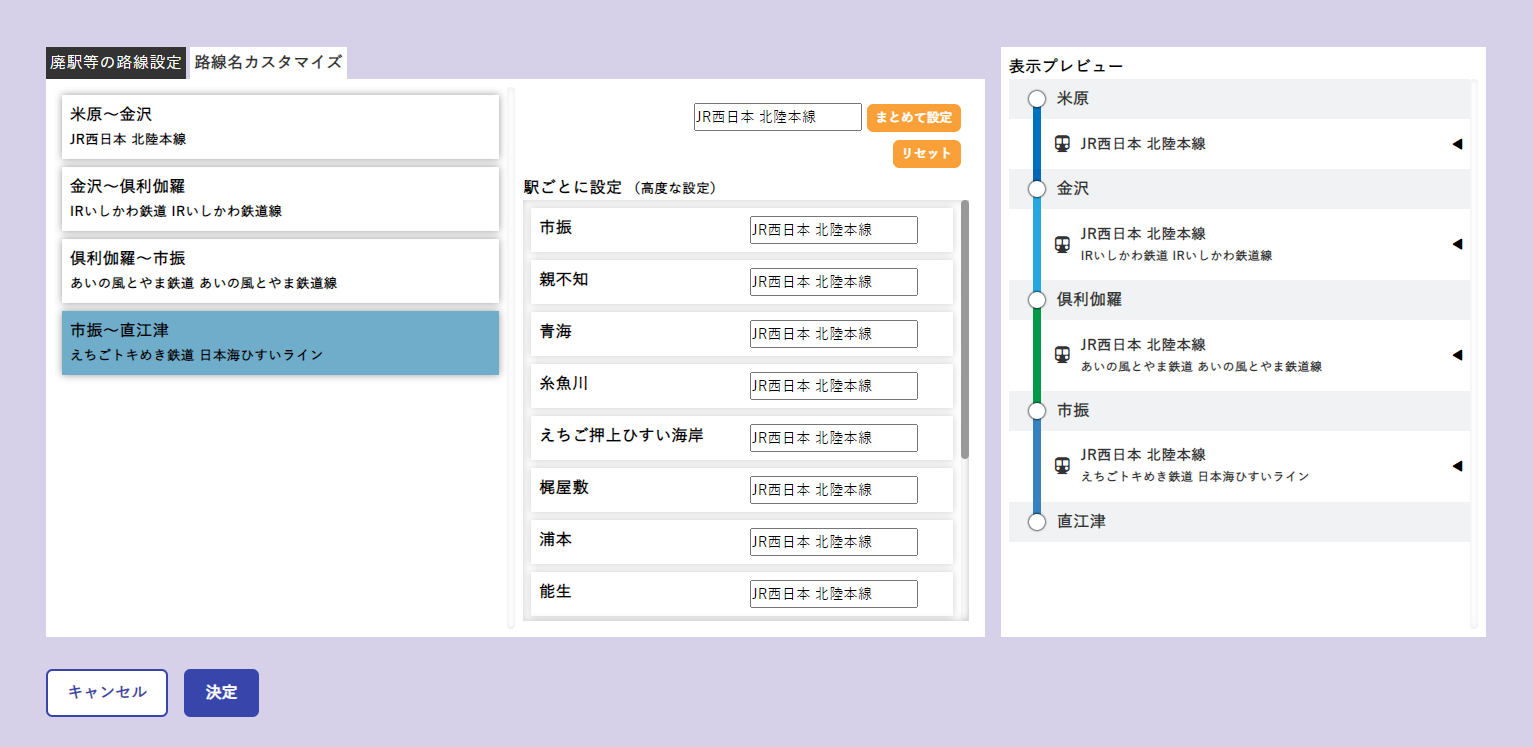 廃駅等の路線設定
路線名カスタマイズ
米原～金沢
JR西日本 北陸本線
金沢～倶利伽羅
IRいしかわ鉄道 IRいしかわ鉄道線
倶利伽羅～市振
あいの風とやま鉄道 あいの風とやま鉄道線
市振～直江津
えちごトキめき鉄道 日本海ひすいライン
JR西日本 北陸本線 まとめて設定
リセット
駅ごとに設定 （高度な設定）
市振 JR西日本 北陸本線
親不知 JR西日本 北陸本線
青海 JR西日本 北陸本線
糸魚川 JR西日本 北陸本線
えちご押上ひすい海岸 JR西日本 北陸本線
梶屋敷 JR西日本 北陸本線
浦本 JR西日本 北陸本線
能生 JR西日本 北陸本線
表示プレビュー
米原
JR西日本 北陸本線
金沢
JR西日本 北陸本線
IRいしかわ鉄道 IRいしかわ鉄道線
倶利伽羅
JR西日本 北陸本線
あいの風とやま鉄道 あいの風とやま鉄道線
市振
JR西日本 北陸本線
えちごトキめき鉄道 日本海ひすいライン
直江津
キャンセル
決定